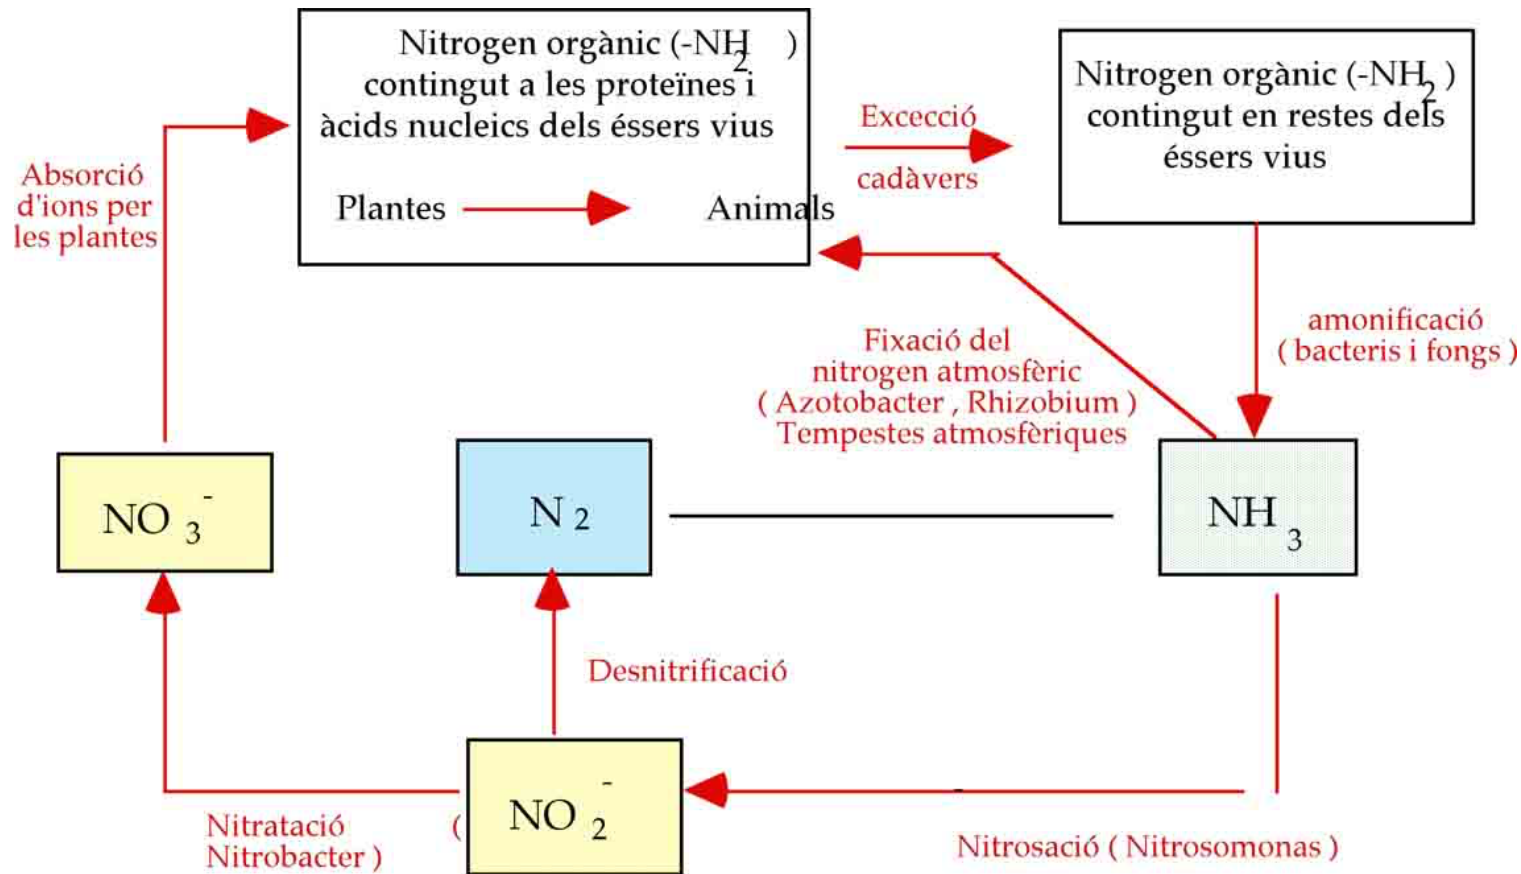 Nitrogen orgànic (-NH2 )
contingut a les proteïnes i
àcids nucleics dels éssers vius
Plantes Animals
Excecció
cadàvers
Nitrogen orgànic (-NH2 )
contingut en restes dels
éssers vius
Absorció
d'ions per
les plantes
amonificació
( bacteris i fongs )
Fixació del
nitrogen atmosfèric
( Azotobacter , Rhizobium )
Tempestes atmosfèriques
NO3-
N2
NH3
Desnitrificació
NO2-
Nitratació (
Nitrobacter )
Nitrosació ( Nitrosomonas )